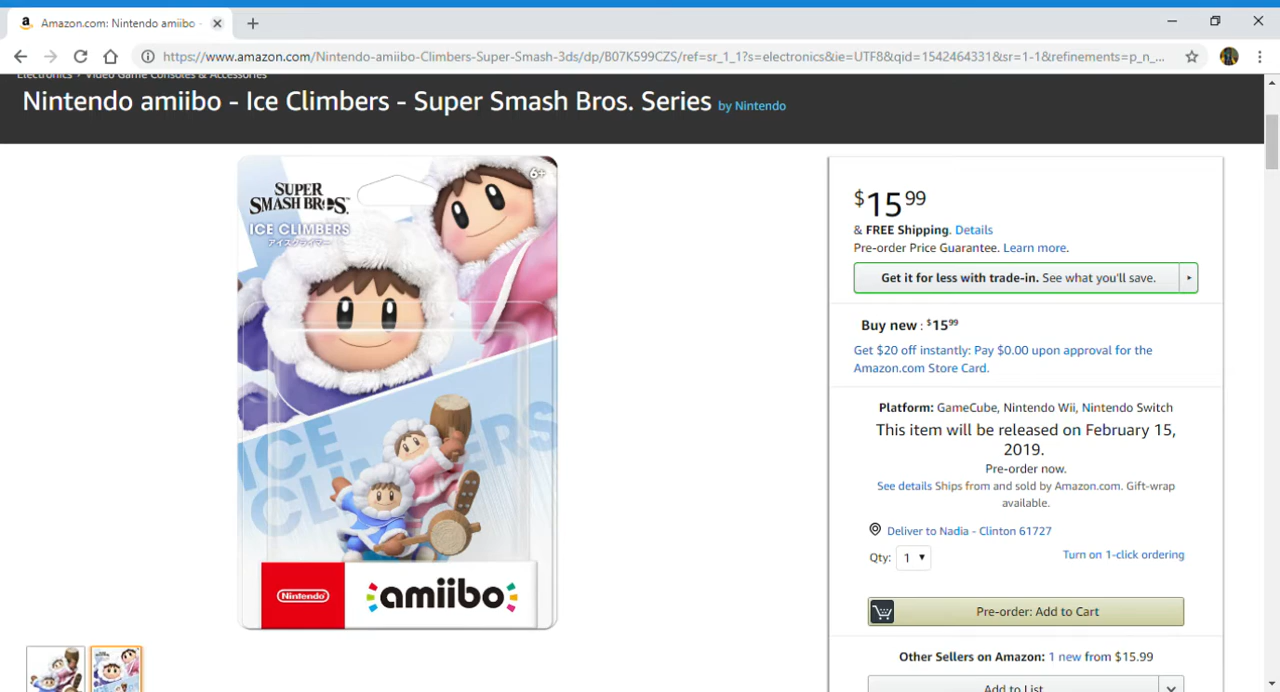 Amazon.com: Nintendo amiibo -
https://www.amazon.com/Nintendo-amiibo-Climbers-Super-Smash-3ds/dp/B07K599CZS/ref=sr_1_1?s=electronics&ie=UTF8&qid=1542464331&sr=1-1&refinements=p_n_...
Electronics › Video Game Consoles & Accessories
Nintendo amiibo - Ice Climbers - Super Smash Bros. Series by Nintendo
6+
SUPER
SMASH BROS.™
ICE CLIMBERS
アイスクライマー
ICE
CLIMBERS
Nintendo
amiibo
$15 99
& FREE Shipping. Details
Pre-order Price Guarantee. Learn more.
Get it for less with trade-in. See what you'll save.
Buy new : $15 99
Get $20 off instantly: Pay $0.00 upon approval for the
Amazon.com Store Card.
Platform: GameCube, Nintendo Wii, Nintendo Switch
This item will be released on February 15,
2019.
Pre-order now.
See details Ships from and sold by Amazon.com. Gift-wrap
available.
Deliver to Nadia - Clinton 61727
Qty: 1
Turn on 1-click ordering
Pre-order: Add to Cart
Other Sellers on Amazon: 1 new from $15.99
Add to List